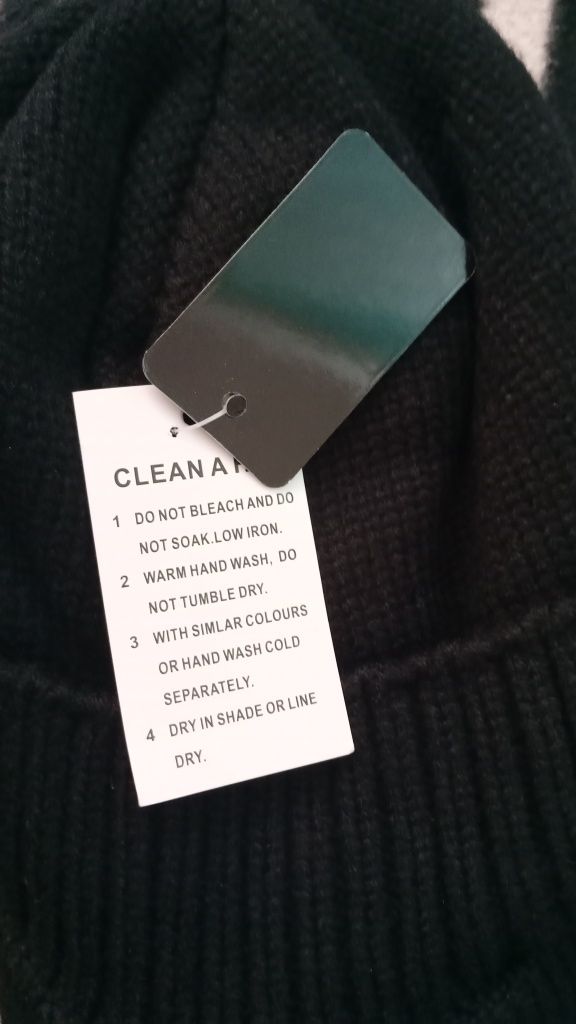 CLEAN A
1 DO NOT BLEACH AND DO
NOT SOAK.LOW IRON.
2 WARM HAND WASH, DO
NOT TUMBLE DRY.
3 WITH SIMLAR COLOURS
OR HAND WASH COLD
SEPARATELY.
4 DRY IN SHADE OR LINE
DRY.